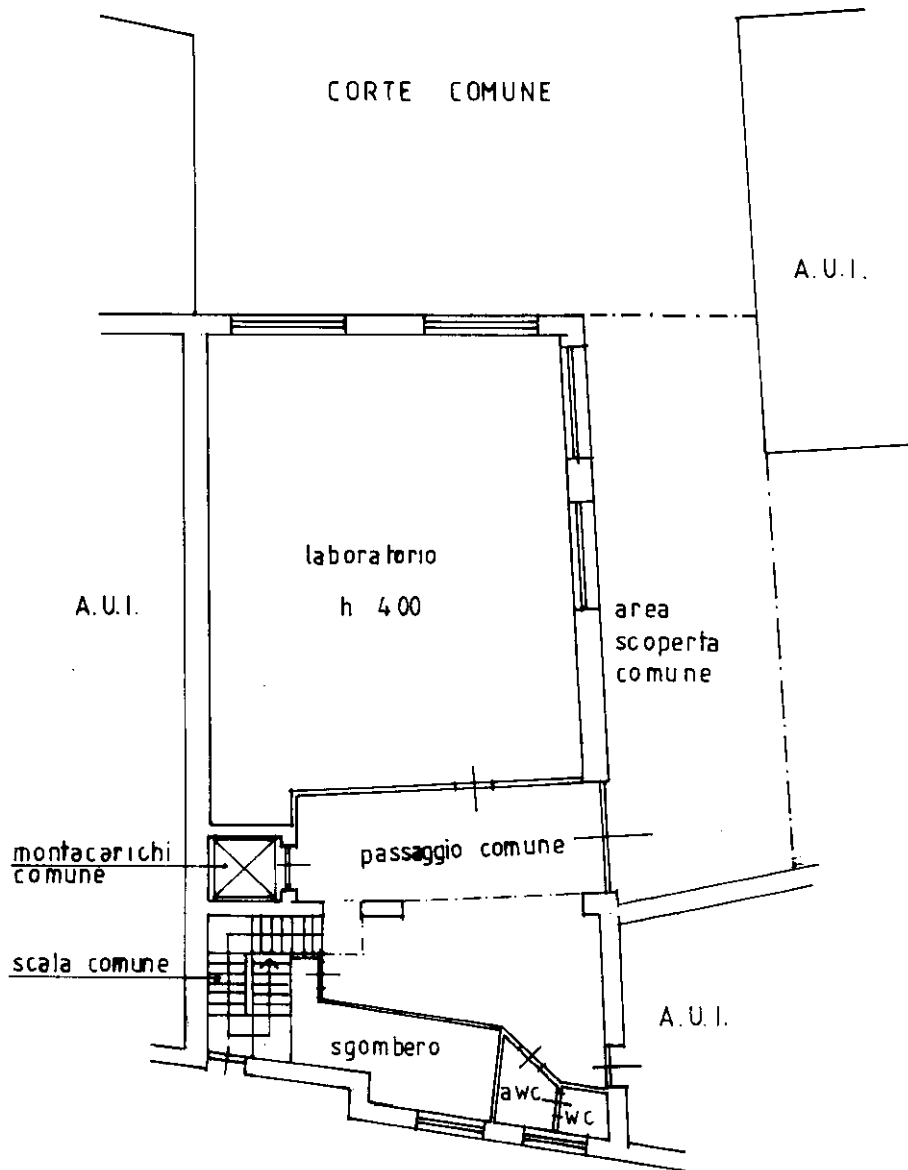 CORTE COMUNE
A.U.I.
laboratorio
h 4.00
A.U.I.
area
scoperta
comune
montacarichi
comune
passaggio comune
scala comune
A.U.I.
sgombero
awc
wc